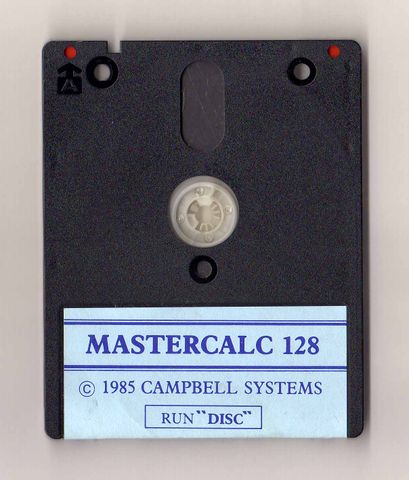 A
MASTERCALC 128
© 1985 CAMPBELL SYSTEMS
RUN "DISC"